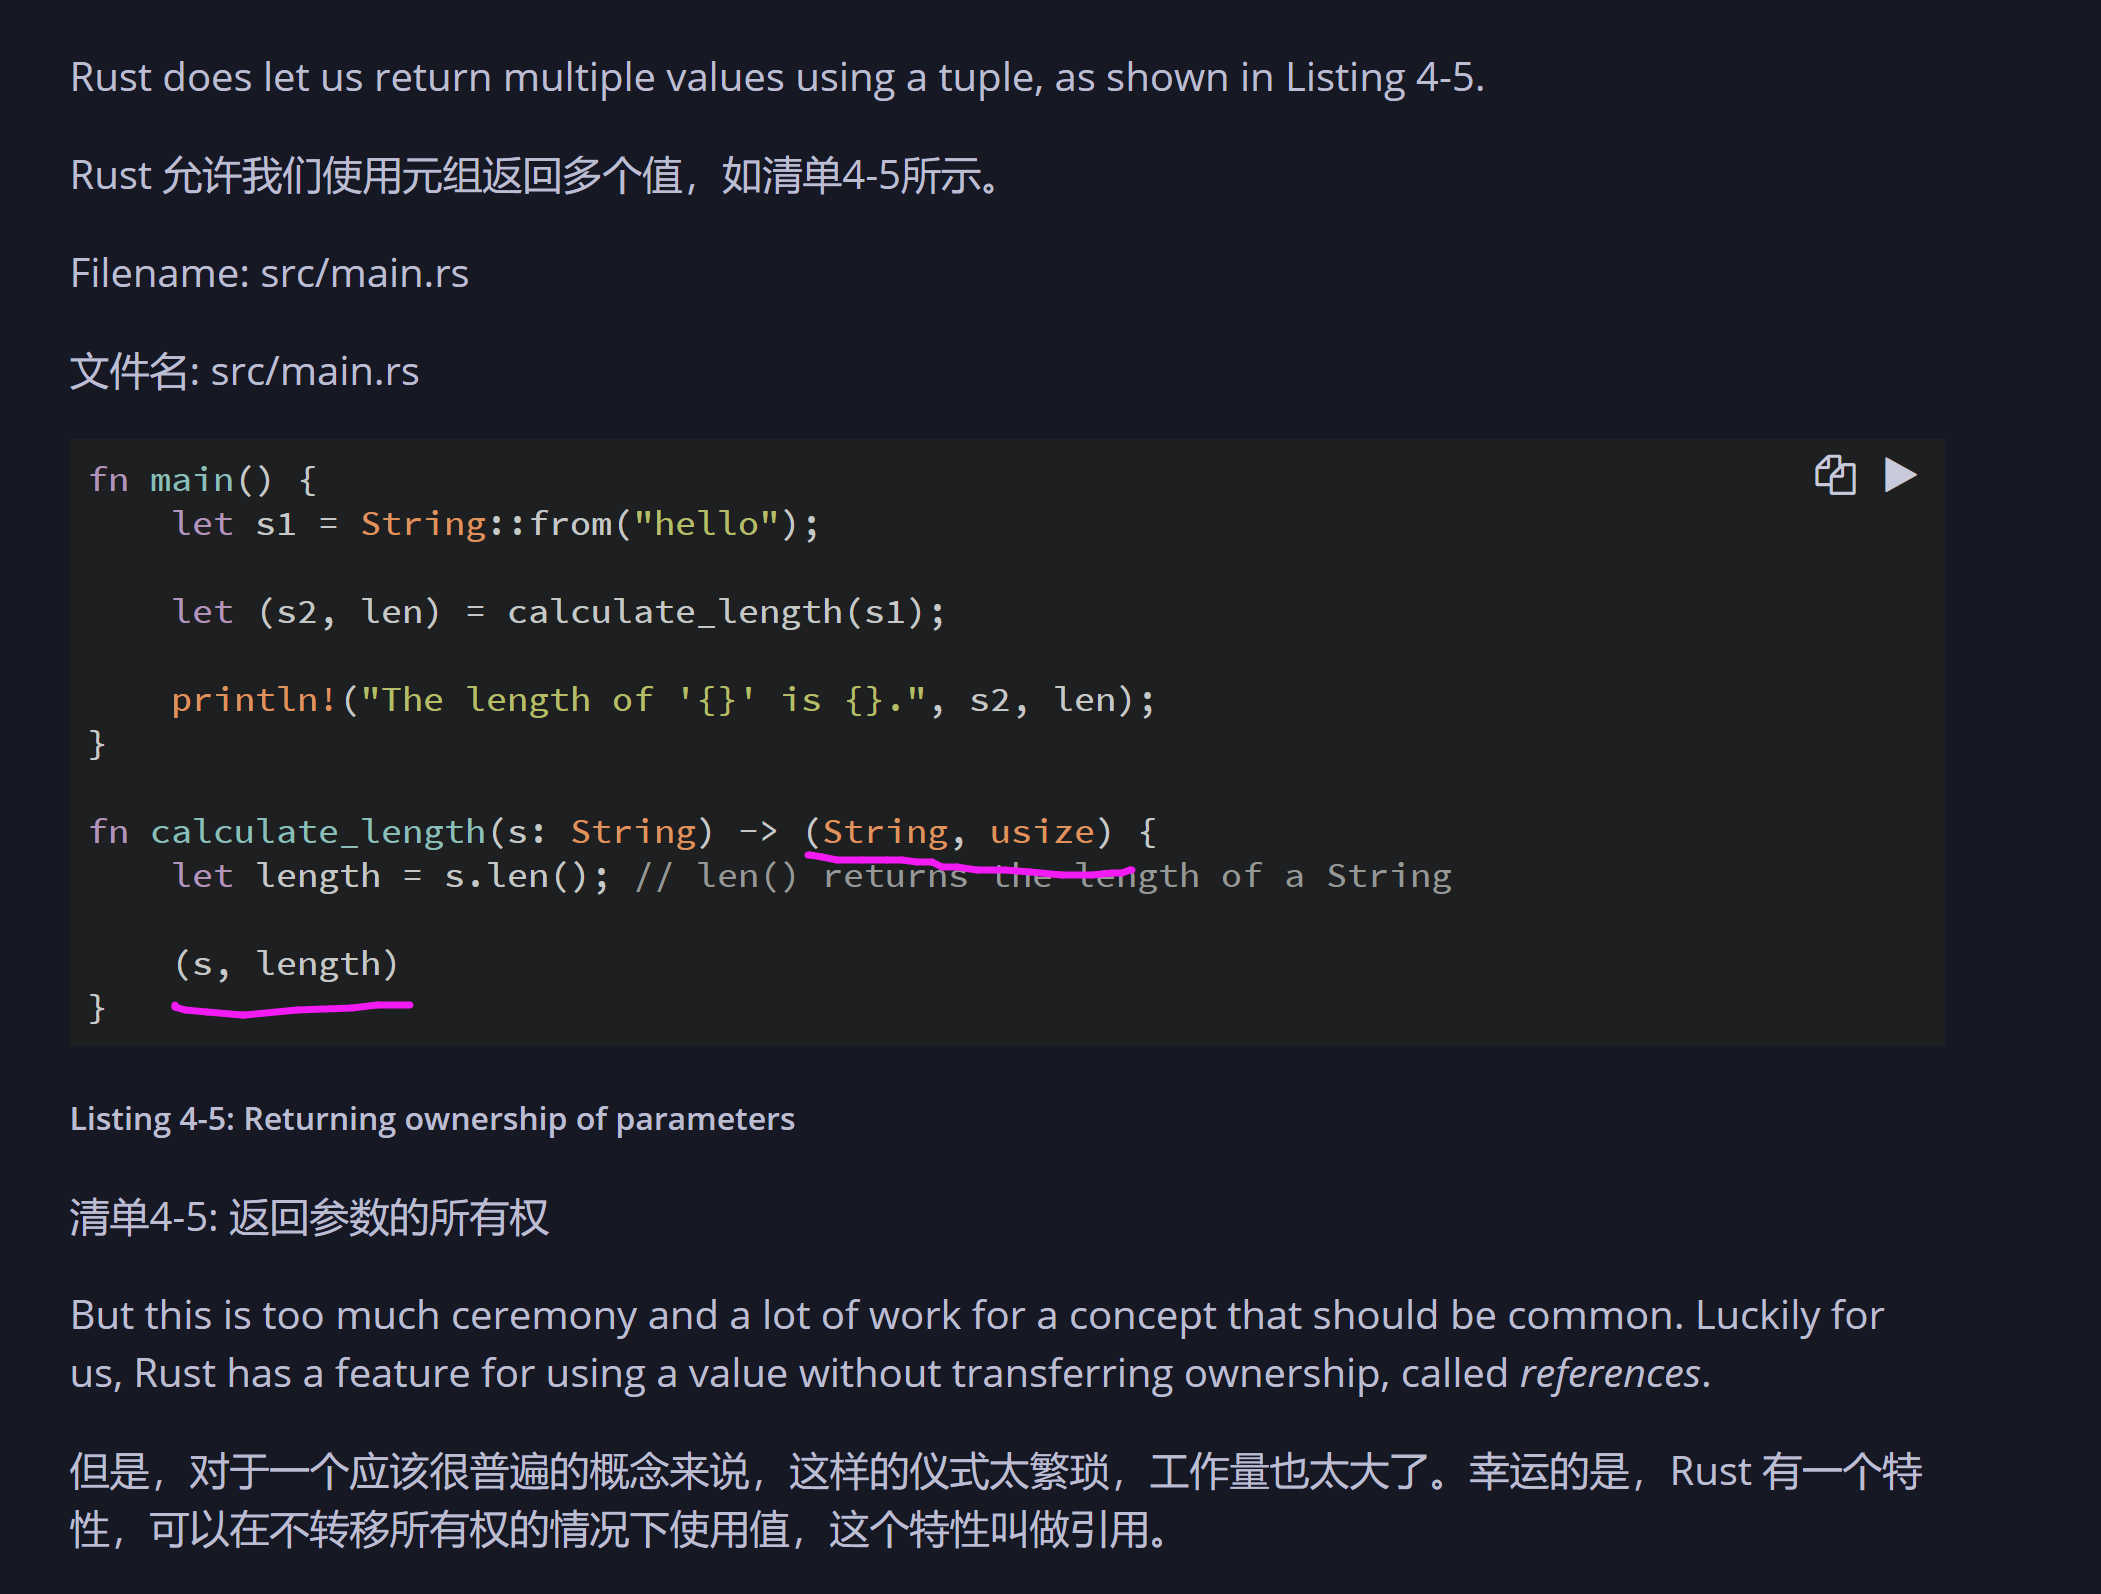 Rust does let us return multiple values using a tuple, as shown in Listing 4-5.
Rust 允许我们使用元组返回多个值，如清单4-5所示。
Filename: src/main.rs
文件名: src/main.rs
fn main() {
    let s1 = String::from("hello");
    let (s2, len) = calculate_length(s1);
    println!("The length of '{}' is {}.", s2, len);
}
fn calculate_length(s: String) -> (String, usize) {
    let length = s.len(); // len() returns the length of a String
    (s, length)
}
Listing 4-5: Returning ownership of parameters
清单4-5: 返回参数的所有权
But this is too much ceremony and a lot of work for a concept that should be common. Luckily for
us, Rust has a feature for using a value without transferring ownership, called references.
但是，对于一个应该很普遍的概念来说，这样的仪式太繁琐，工作量也太大了。幸运的是，Rust 有一个特
性，可以在不转移所有权的情况下使用值，这个特性叫做引用。